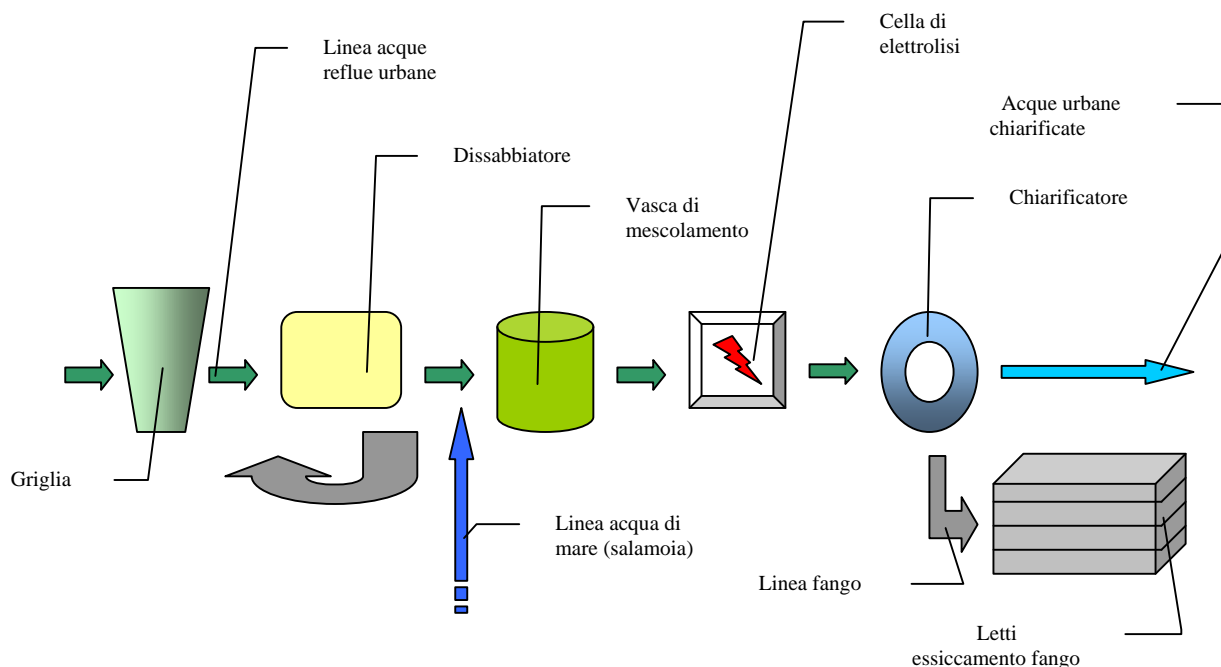 Linea acque
reflue urbane
Cella di
elettrolisi
Acque urbane
chiarificate
Dissabbiatore
Chiarificatore
Vasca di
mescolamento
Griglia
Linea acqua di
mare (salamoia)
Linea fango
Letti
essiccamento fango